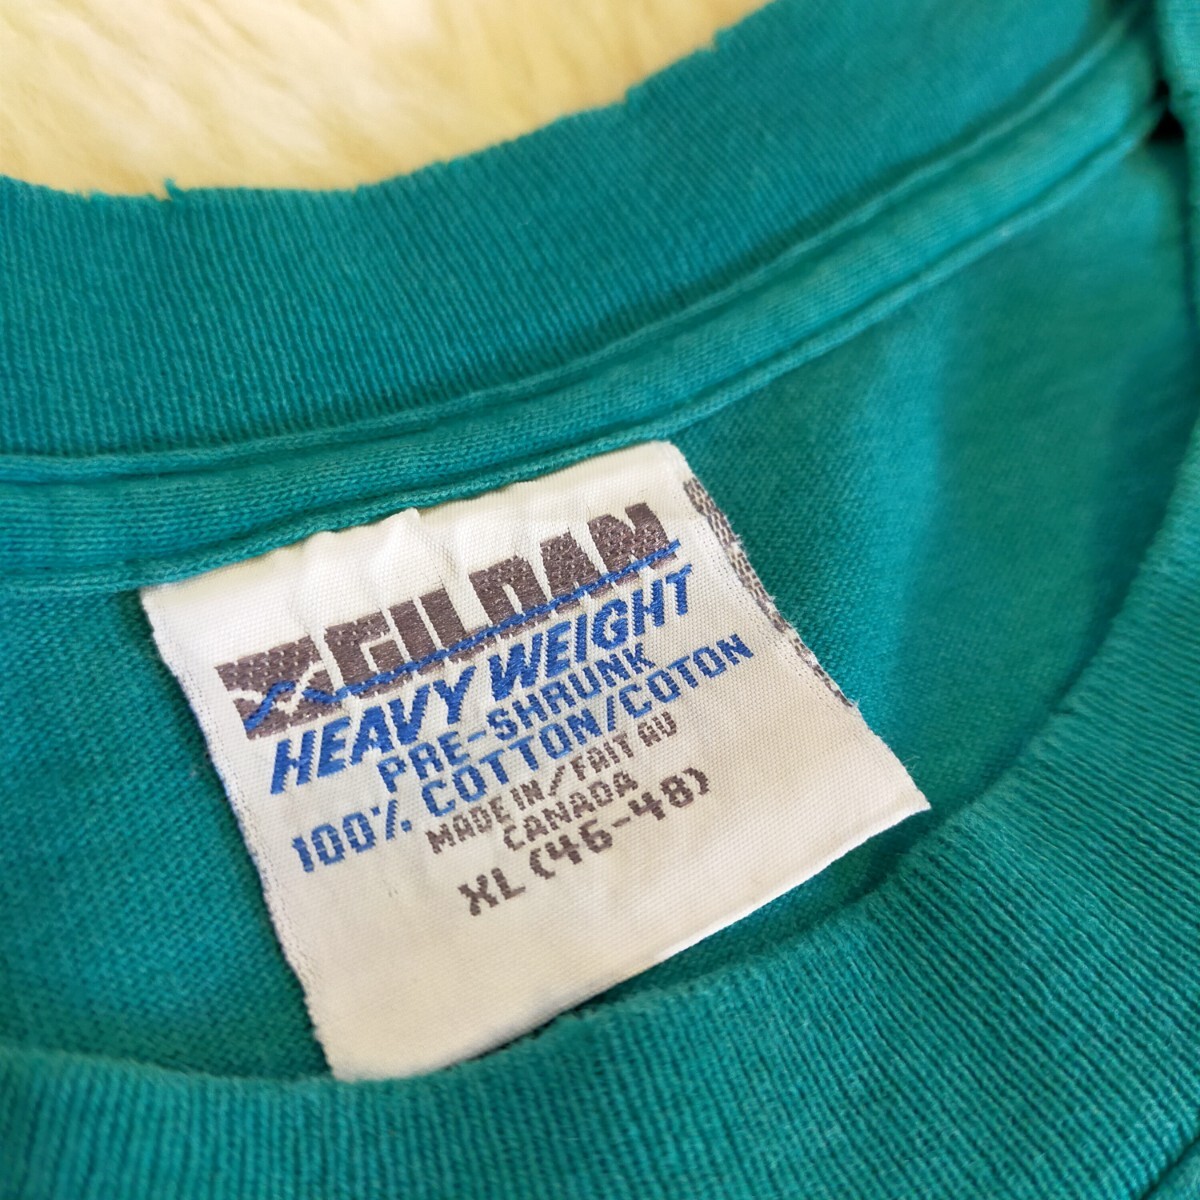 GILDAN
HEAVY WEIGHT
PRE-SHRUNK
100% COTTON/COTON
MADE IN/FAIT AU
CANADA
XL (46-48)